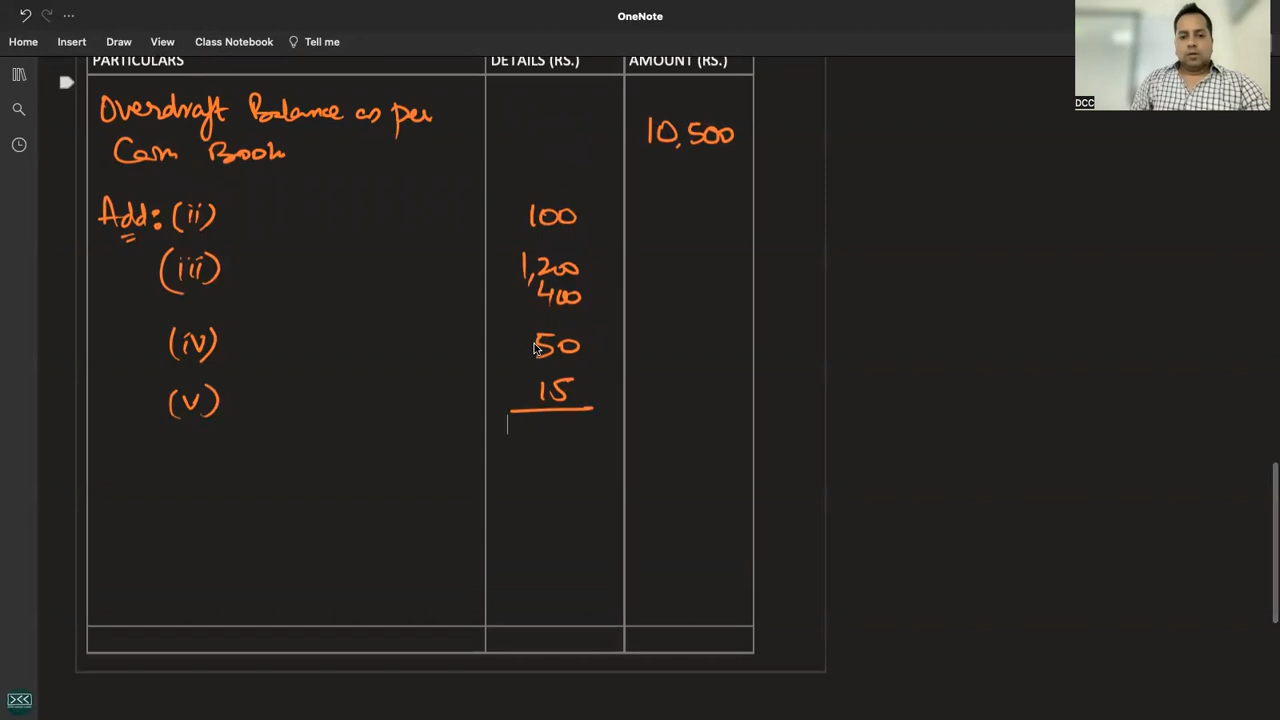 OneNote
Home Insert Draw View Class Notebook Tell me
PARTICULARS DETAILS (RS.) AMOUNT (RS.)
Overdraft Balance as per
Cash Book
10,500
Add: (ii) 100
(iii) 1,200
400
(iv) 50
(v) 15
DCC
DCC